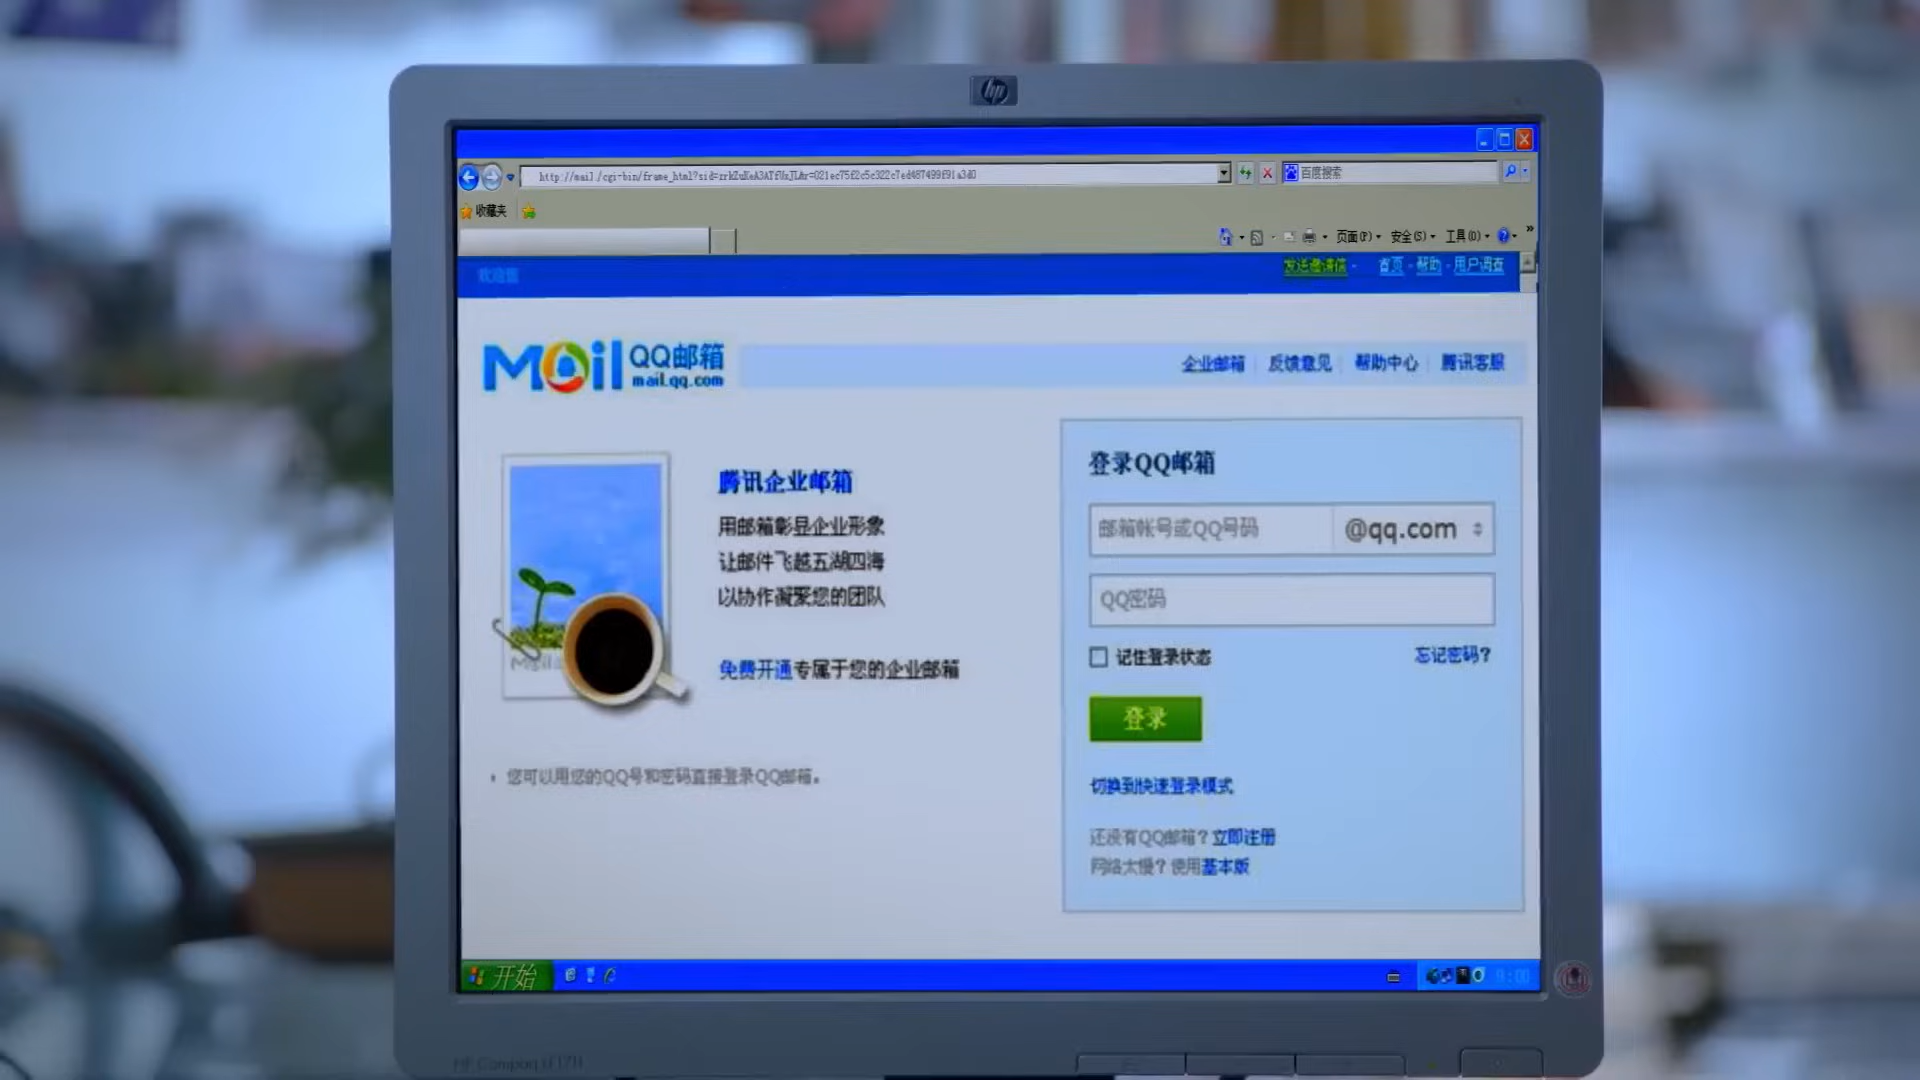 hp
百度搜索
收藏夹
页面(P) 安全(S) 工具(O)
首页 - 帮助 - 用户调查
Mail QQ邮箱
mail.qq.com
企业邮箱 反馈意见 帮助中心 腾讯客服
登录QQ邮箱
腾讯企业邮箱
用邮箱彰显企业形象
让邮件飞越五湖四海
以协作凝聚您的团队
免费开通专属于您的企业邮箱
邮箱帐号或QQ号码 @qq.com
QQ密码
记住登录状态 忘记密码?
登录
您可以用您的QQ号和密码直接登录QQ邮箱。
切换到快速登录模式
还没有QQ邮箱?立即注册
网络太慢?使用基本版
开始
9:00